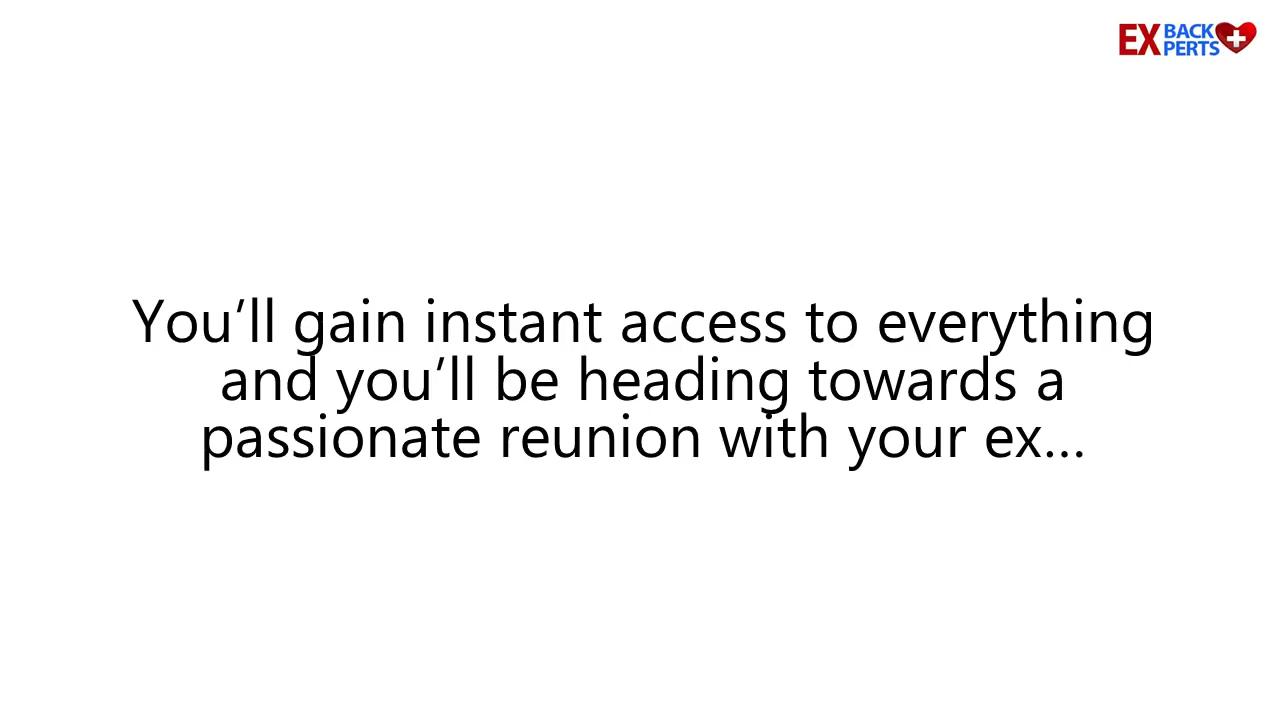 EX BACK
PERTS
You’ll gain instant access to everything
and you’ll be heading towards a
passionate reunion with your ex...